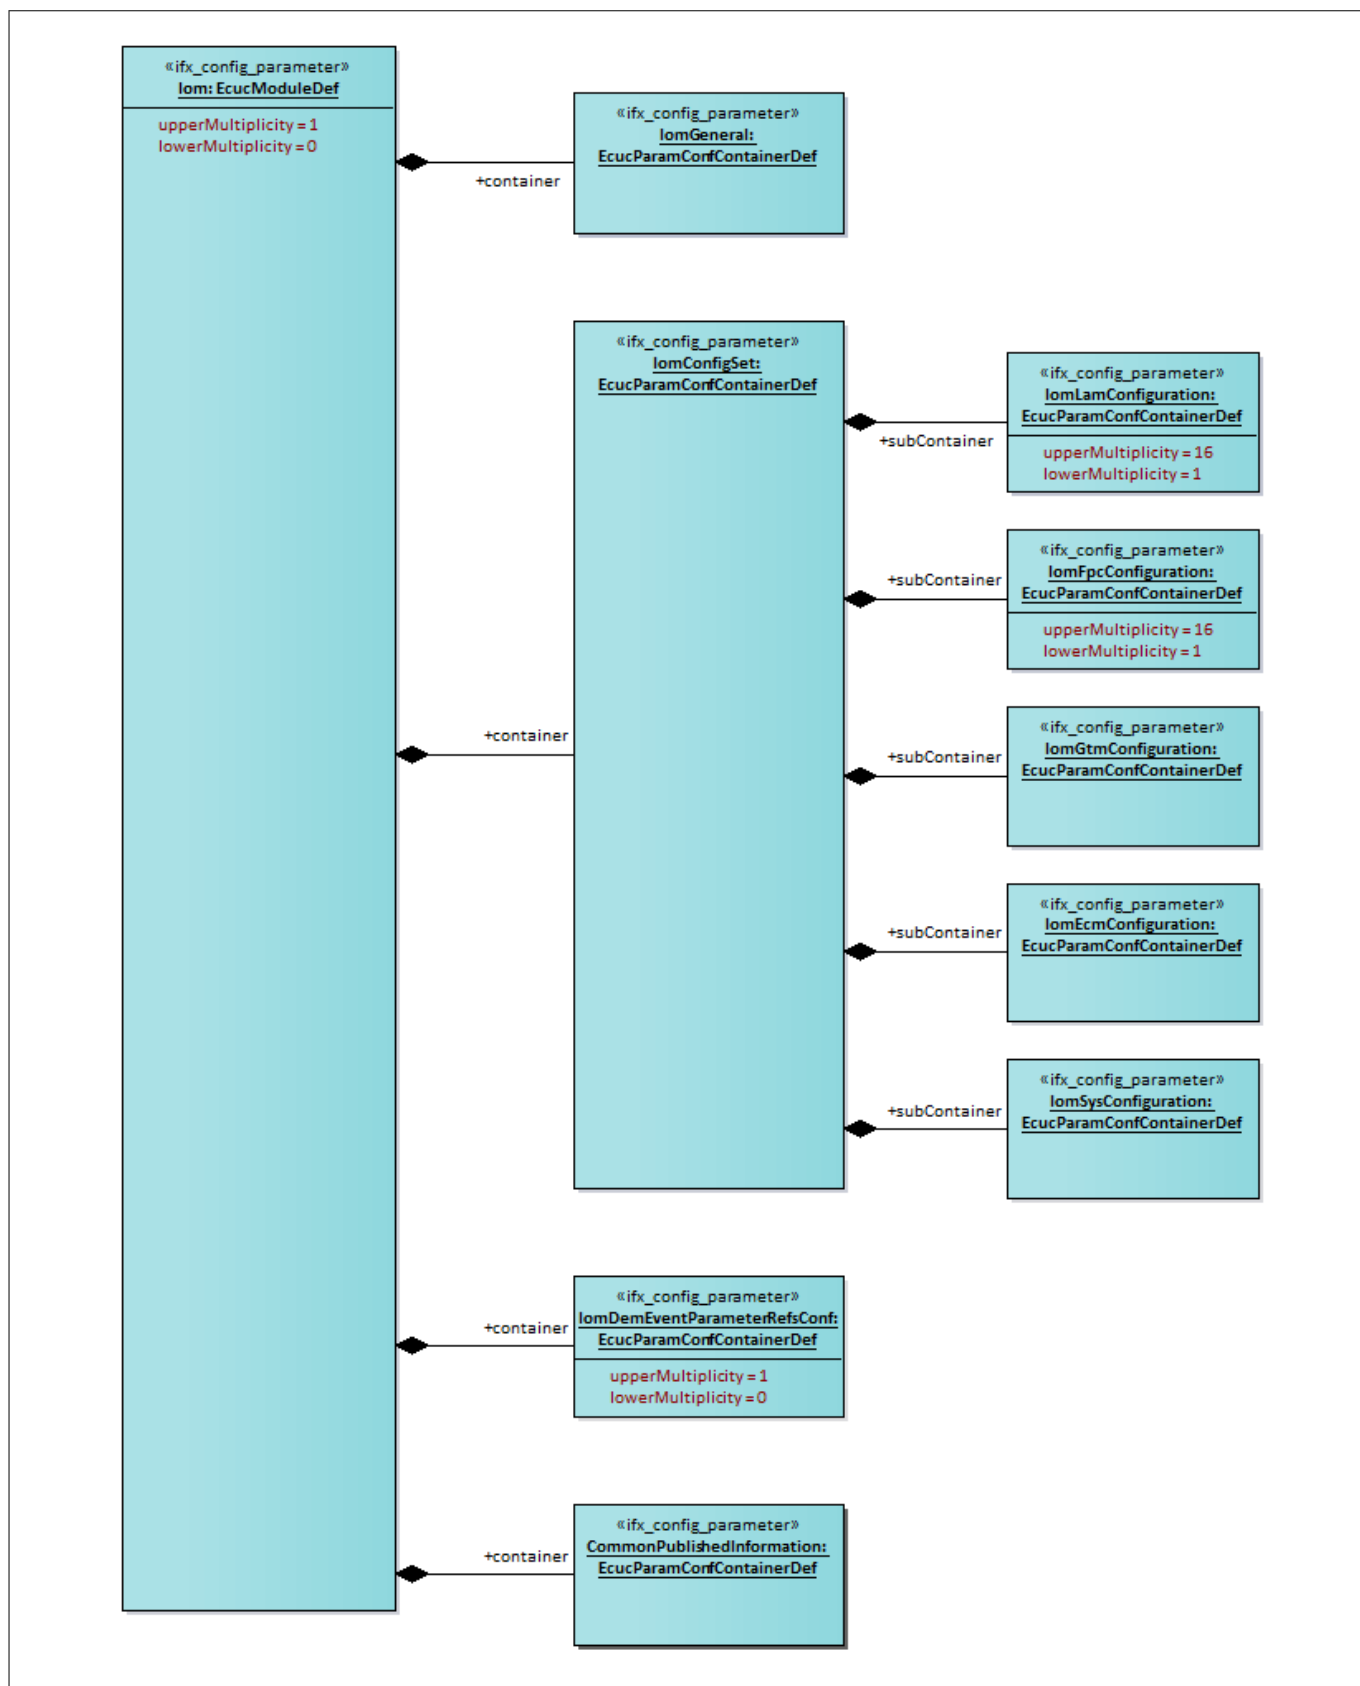 «ifx_config_parameter»
Iom: EcucModuleDef
upperMultiplicity = 1
lowerMultiplicity = 0
«ifx_config_parameter»
IomGeneral:
EcucParamConfContainerDef
+container
«ifx_config_parameter»
IomConfigSet:
EcucParamConfContainerDef
+container
«ifx_config_parameter»
IomLamConfiguration:
EcucParamConfContainerDef
upperMultiplicity = 16
lowerMultiplicity = 1
+subContainer
«ifx_config_parameter»
IomFpcConfiguration:
EcucParamConfContainerDef
upperMultiplicity = 16
lowerMultiplicity = 1
+subContainer
«ifx_config_parameter»
IomGtmConfiguration:
EcucParamConfContainerDef
+subContainer
«ifx_config_parameter»
IomEcmConfiguration:
EcucParamConfContainerDef
+subContainer
«ifx_config_parameter»
IomSysConfiguration:
EcucParamConfContainerDef
+subContainer
«ifx_config_parameter»
IomDemEventParameterRefsConf:
EcucParamConfContainerDef
upperMultiplicity = 1
lowerMultiplicity = 0
+container
«ifx_config_parameter»
CommonPublishedInformation:
EcucParamConfContainerDef
+container